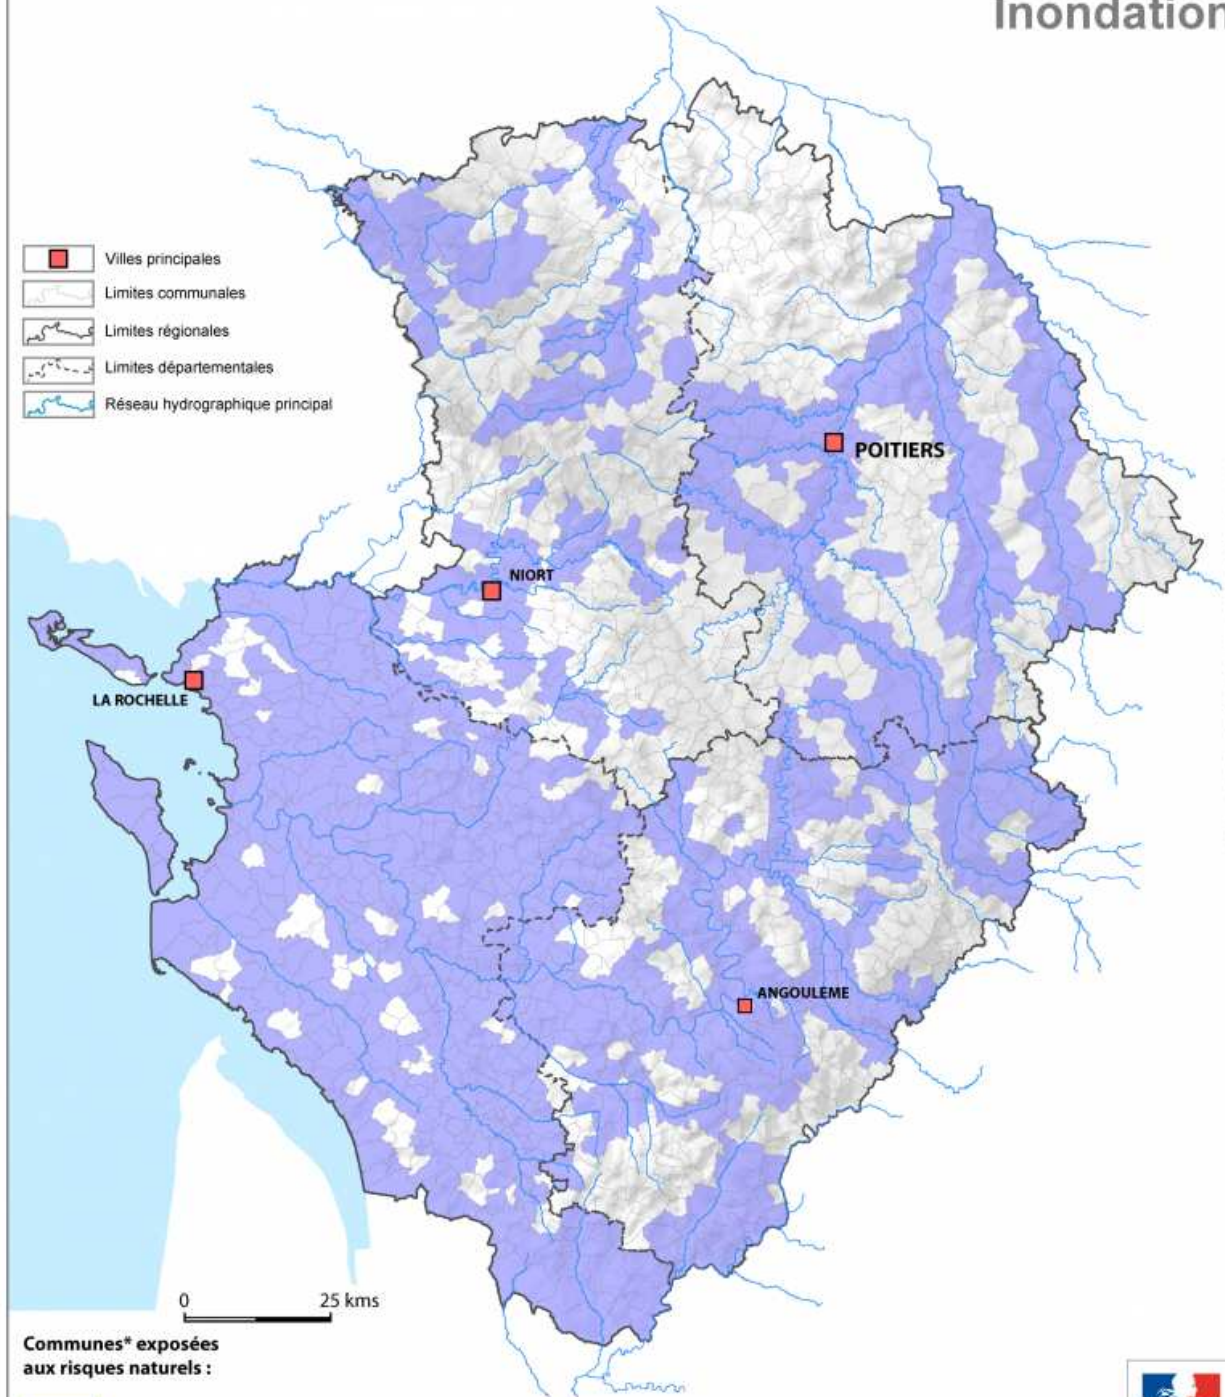 Inondation
Villes principales
Limites communales
Limites régionales
Limites départementales
Réseau hydrographique principal
POITIERS
NIORT
LA ROCHELLE
ANGOULEME
0 25 kms
Communes* exposées
aux risques naturels :